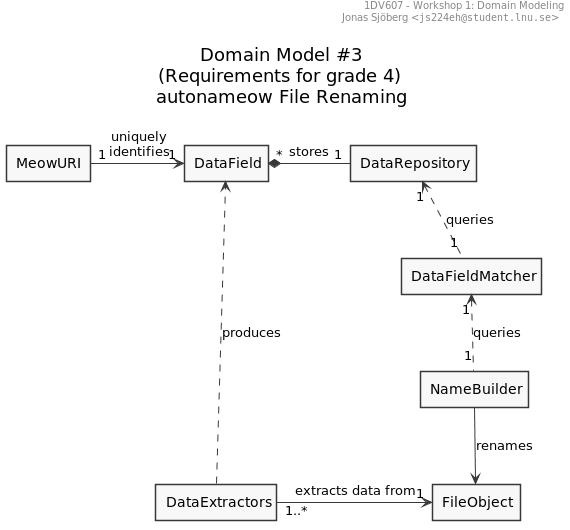 1DV607 - Workshop 1: Domain Modeling
Jonas Sjöberg <js224eh@student.lnu.se>
Domain Model #3
(Requirements for grade 4)
autonameow File Renaming
MeowURI
1
uniquely
identifies
1
DataField
*
stores
1
DataRepository
1
queries
1
DataFieldMatcher
1
queries
1
produces
NameBuilder
renames
DataExtractors
1..*
extracts data from
1
FileObject